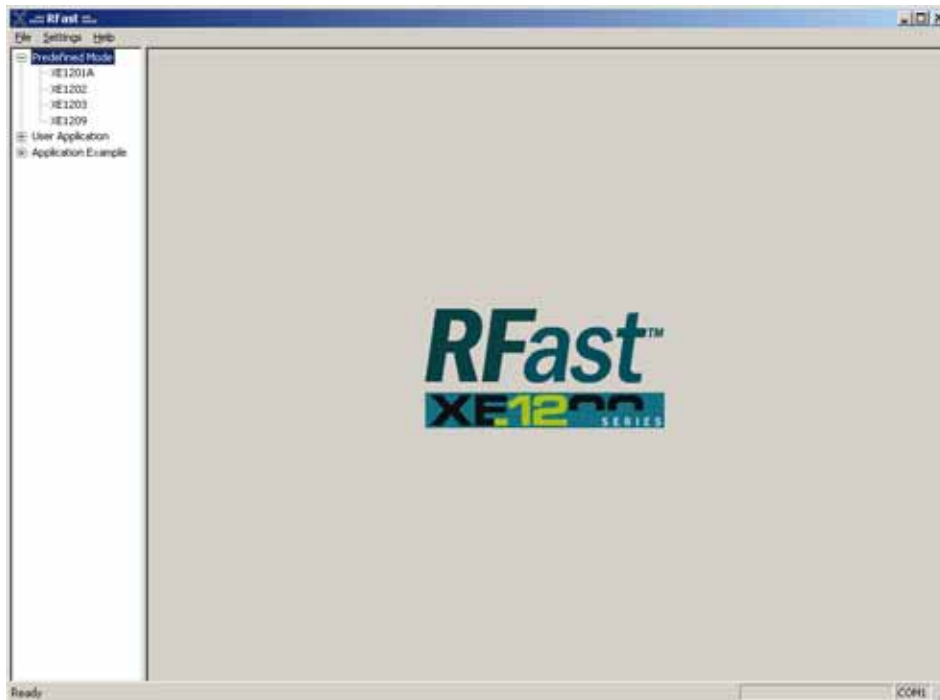 RFast
File Settings Help
Predefined Mode
XE1201A
XE1202
XE1203
XE1209
User Application
Application Example
RFast™
XE1200
SERIES
Ready
COM1